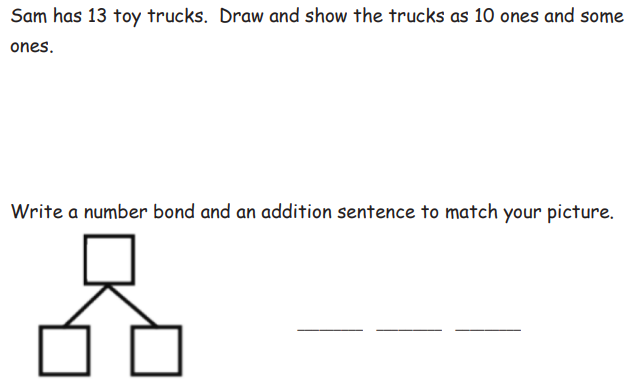 Sam has 13 toy trucks. Draw and show the trucks as 10 ones and some
ones.
Write a number bond and an addition sentence to match your picture.